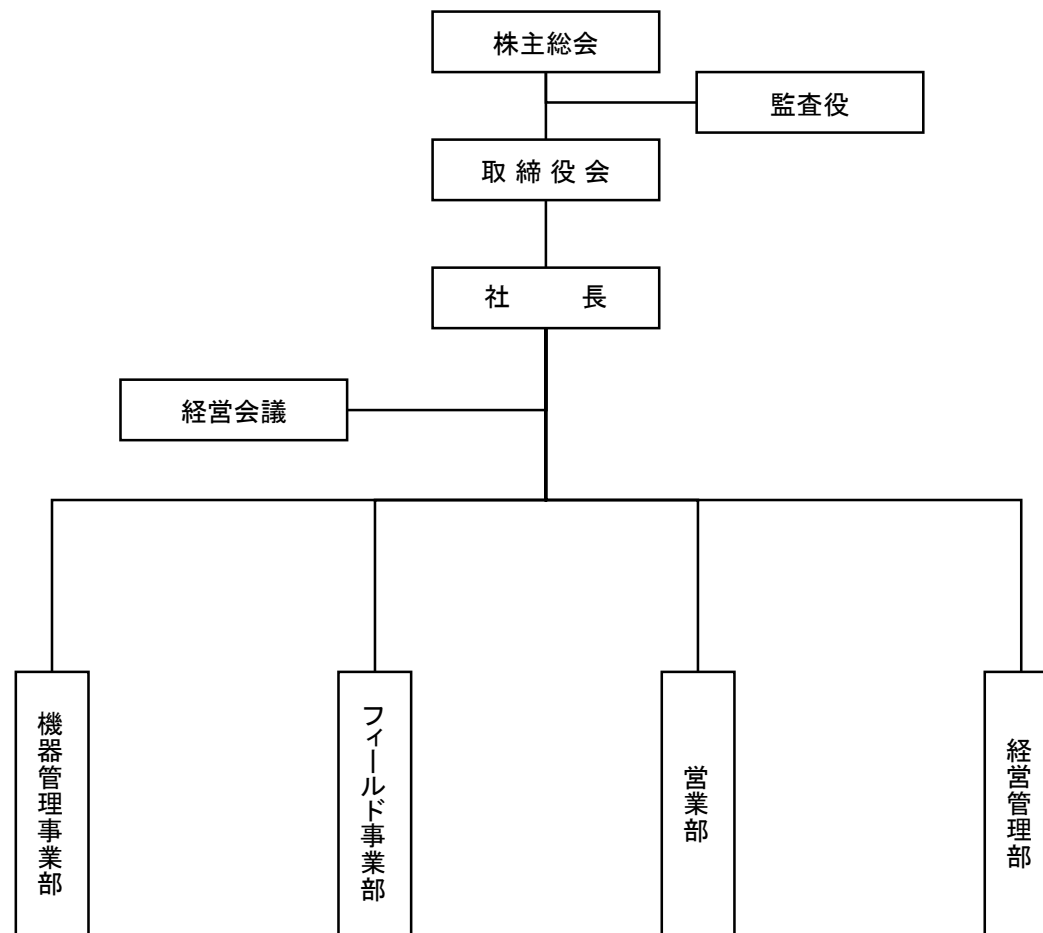 株主総会
監査役
取 締 役 会
社　　長
経営会議
機器管理事業部
フィールド事業部
営業部
経営管理部